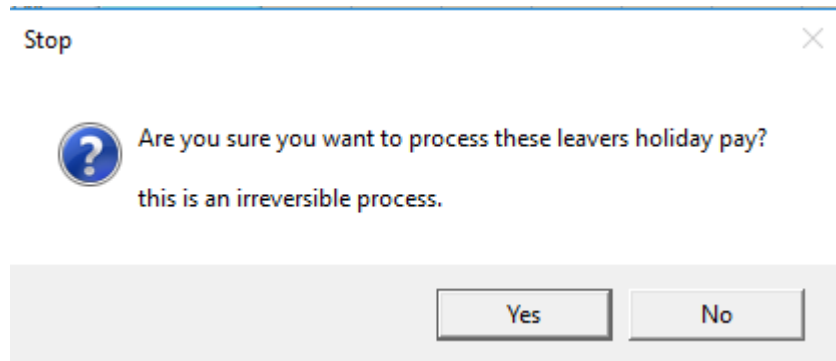 Stop
Are you sure you want to process these leavers holiday pay?
this is an irreversible process.
Yes
No